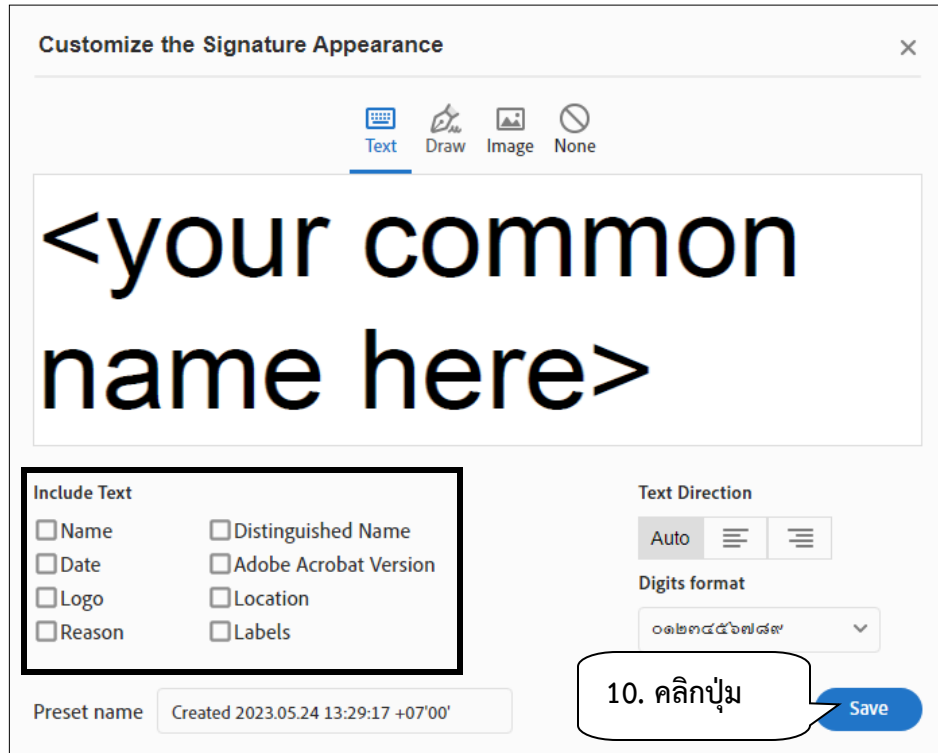 Customize the Signature Appearance
Text Draw Image None
<your common
name here>
Include Text
Name Distinguished Name
Date Adobe Acrobat Version
Logo Location
Reason Labels
Text Direction
Auto
Digits format
๐๑๒๓๔๕๖๗๘๙
Preset name Created 2023.05.24 13:29:17 +07'00'
10. คลิกปุ่ม
Save